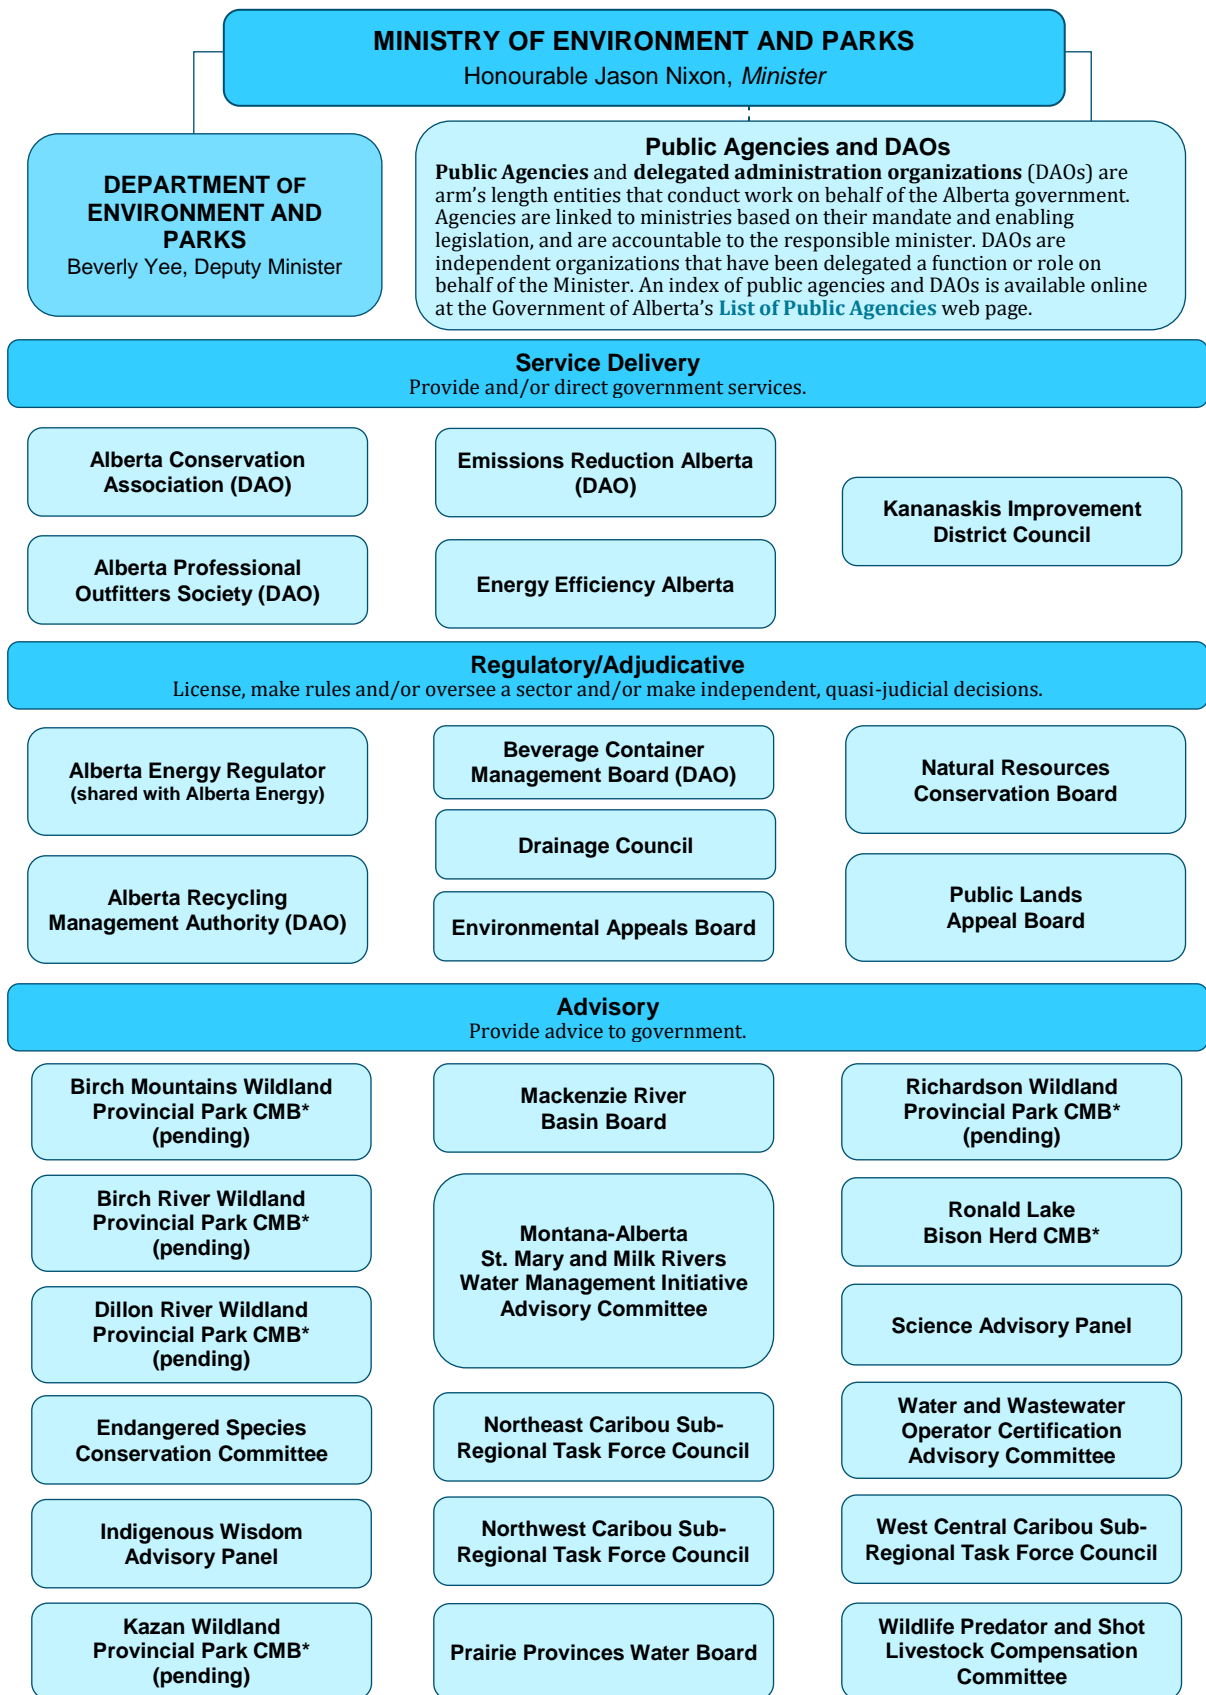 MINISTRY OF ENVIRONMENT AND PARKS
Honourable Jason Nixon, Minister
DEPARTMENT OF
ENVIRONMENT AND
PARKS
Beverly Yee, Deputy Minister
Public Agencies and DAOs
Public Agencies and delegated administration organizations (DAOs) are
arm's length entities that conduct work on behalf of the Alberta government.
Agencies are linked to ministries based on their mandate and enabling
legislation, and are accountable to the responsible minister. DAOs are
independent organizations that have been delegated a function or role on
behalf of the Minister. An index of public agencies and DAOs is available online
at the Government of Alberta's List of Public Agencies web page.
Service Delivery
Provide and/or direct government services.
Alberta Conservation
Association (DAO)
Emissions Reduction Alberta
(DAO)
Kananaskis Improvement
District Council
Alberta Professional
Outfitters Society (DAO)
Energy Efficiency Alberta
Regulatory/Adjudicative
License, make rules and/or oversee a sector and/or make independent, quasi-judicial decisions.
Alberta Energy Regulator
(shared with Alberta Energy)
Beverage Container
Management Board (DAO)
Natural Resources
Conservation Board
Drainage Council
Alberta Recycling
Management Authority (DAO)
Environmental Appeals Board
Public Lands
Appeal Board
Advisory
Provide advice to government.
Birch Mountains Wildland
Provincial Park CMB*
(pending)
Mackenzie River
Basin Board
Richardson Wildland
Provincial Park CMB*
(pending)
Birch River Wildland
Provincial Park CMB*
(pending)
Montana-Alberta
St. Mary and Milk Rivers
Water Management Initiative
Advisory Committee
Ronald Lake
Bison Herd CMB*
Dillon River Wildland
Provincial Park CMB*
(pending)
Science Advisory Panel
Endangered Species
Conservation Committee
Northeast Caribou Sub-
Regional Task Force Council
Water and Wastewater
Operator Certification
Advisory Committee
Indigenous Wisdom
Advisory Panel
Northwest Caribou Sub-
Regional Task Force Council
West Central Caribou Sub-
Regional Task Force Council
Kazan Wildland
Provincial Park CMB*
(pending)
Prairie Provinces Water Board
Wildlife Predator and Shot
Livestock Compensation
Committee